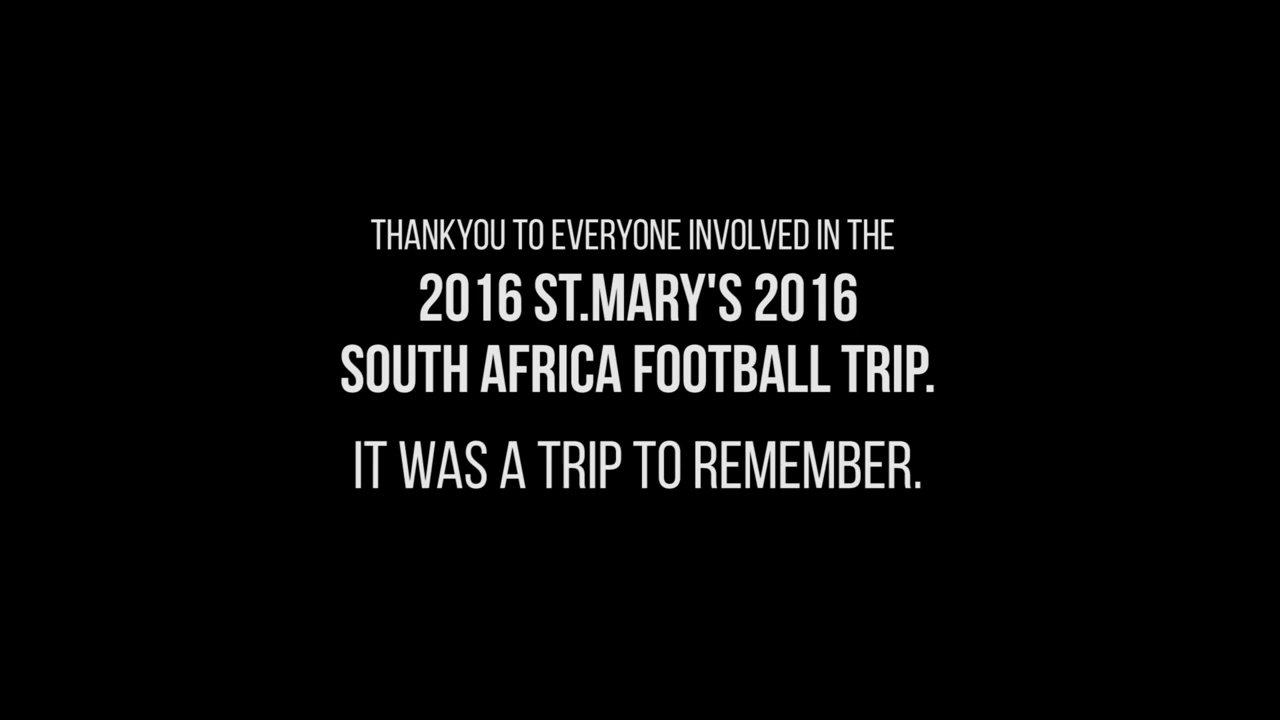 THANKYOU TO EVERYONE INVOLVED IN THE
2016 ST.MARY'S 2016
SOUTH AFRICA FOOTBALL TRIP.
IT WAS A TRIP TO REMEMBER.